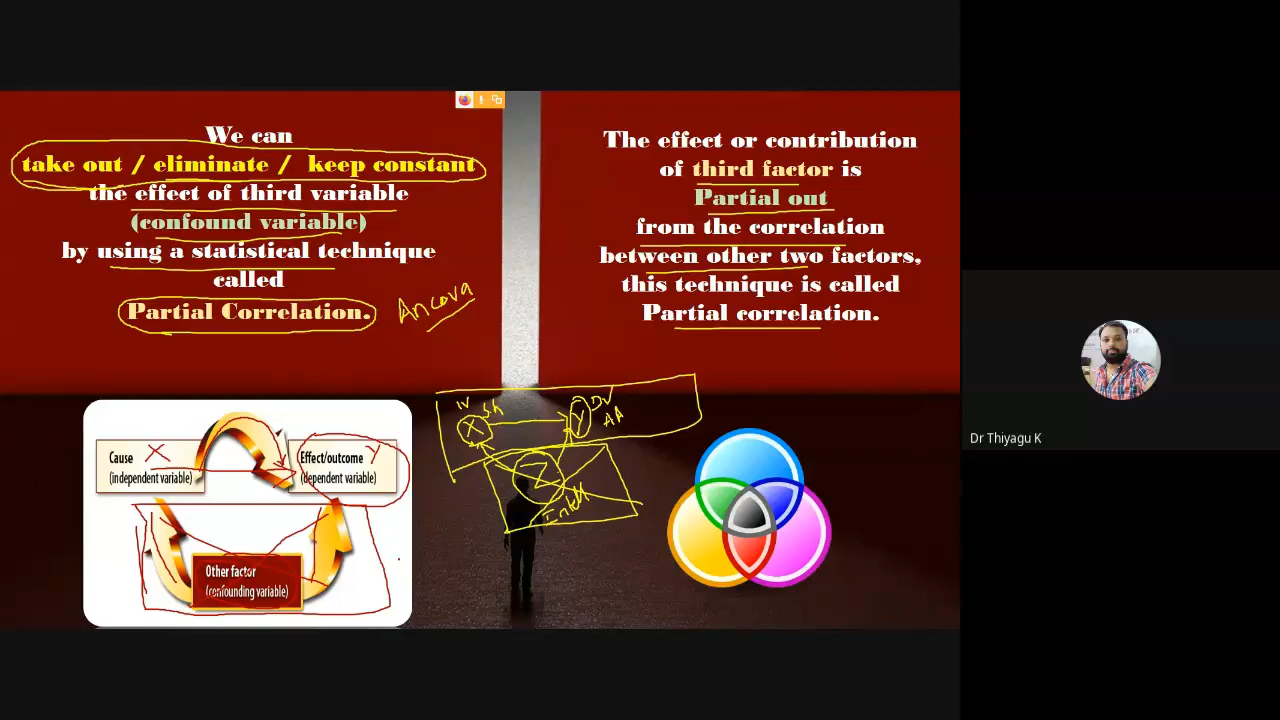 We can
take out / eliminate / keep constant
the effect of third variable
(confound variable)
by using a statistical technique
called
Partial Correlation.
Ancova
The effect or contribution
of third factor is
Partial out
from the correlation
between other two factors,
this technique is called
Partial correlation.
Cause X
(independent variable)
Effect/outcome Y
(dependent variable)
Other factor
(confounding variable)
IV
SH
X
DV
AA
Y
Z
Dr Thiyagu K